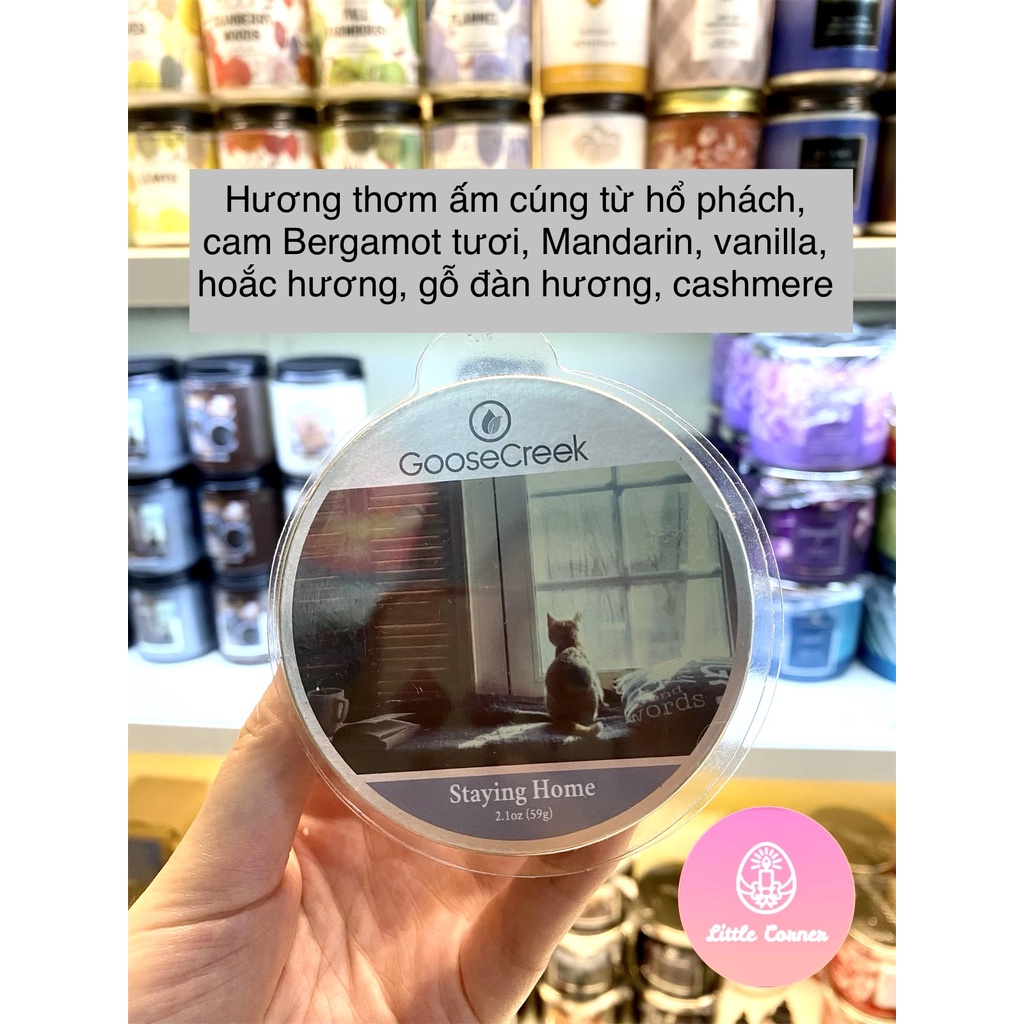 Hương thơm ấm cúng từ hổ phách,
cam Bergamot tươi, Mandarin, vanilla,
hoắc hương, gỗ đàn hương, cashmere
GooseCreek
words
Staying Home
2.1oz (59g)
Little Corner